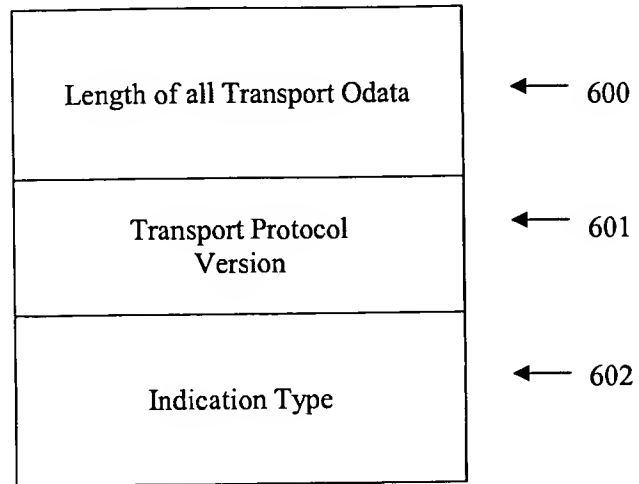 Length of all Transport Odata
600
Transport Protocol
Version
601
Indication Type
602